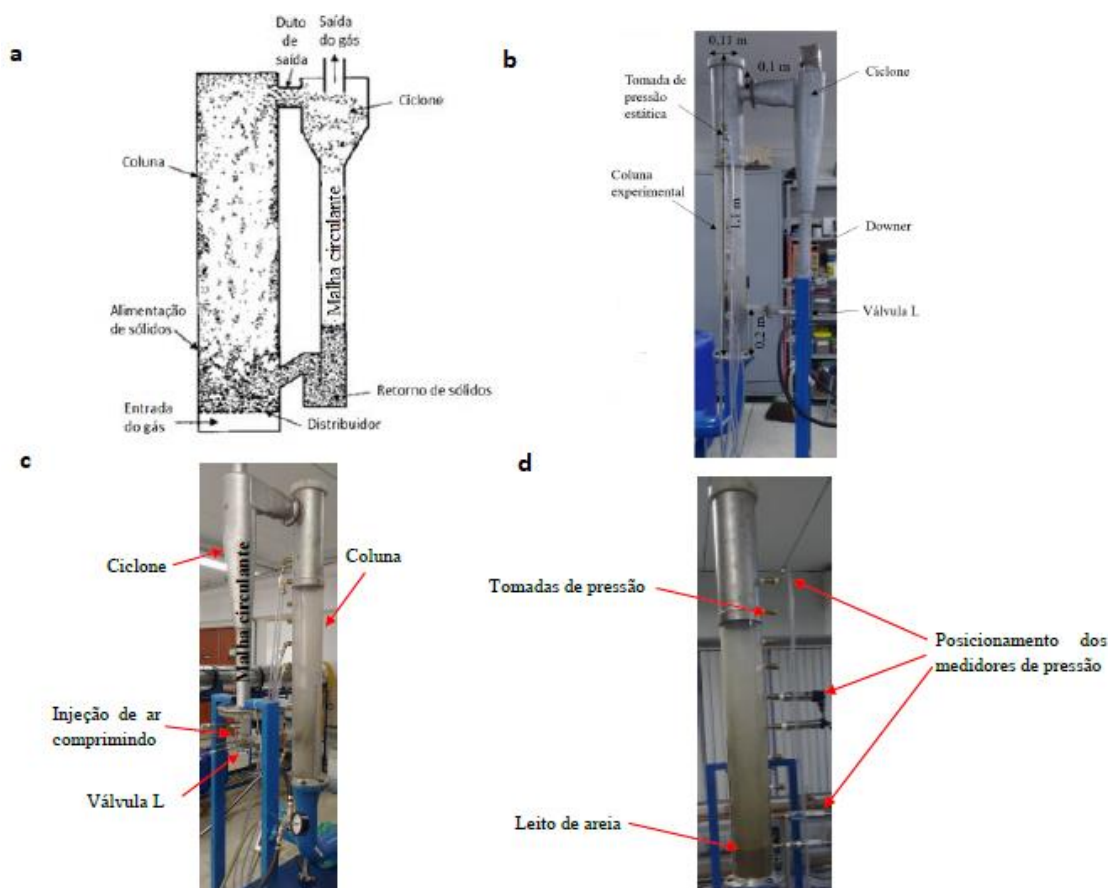 a
Duto
de
saída
Saída
do gás
Ciclone
Coluna
Malha circulante
Alimentação
de sólidos
Entrada
do gás
Distribuidor
Retorno de sólidos
b
0,11 m
0,1 m
Tomada de
pressão
estática
Ciclone
Coluna
experimental
1,1 m
Downer
Válvula L
0,2 m
c
Ciclone
Malha circulante
Coluna
Injeção de ar
comprimindo
Válvula L
d
Tomadas de pressão
Posicionamento dos
medidores de pressão
Leito de areia